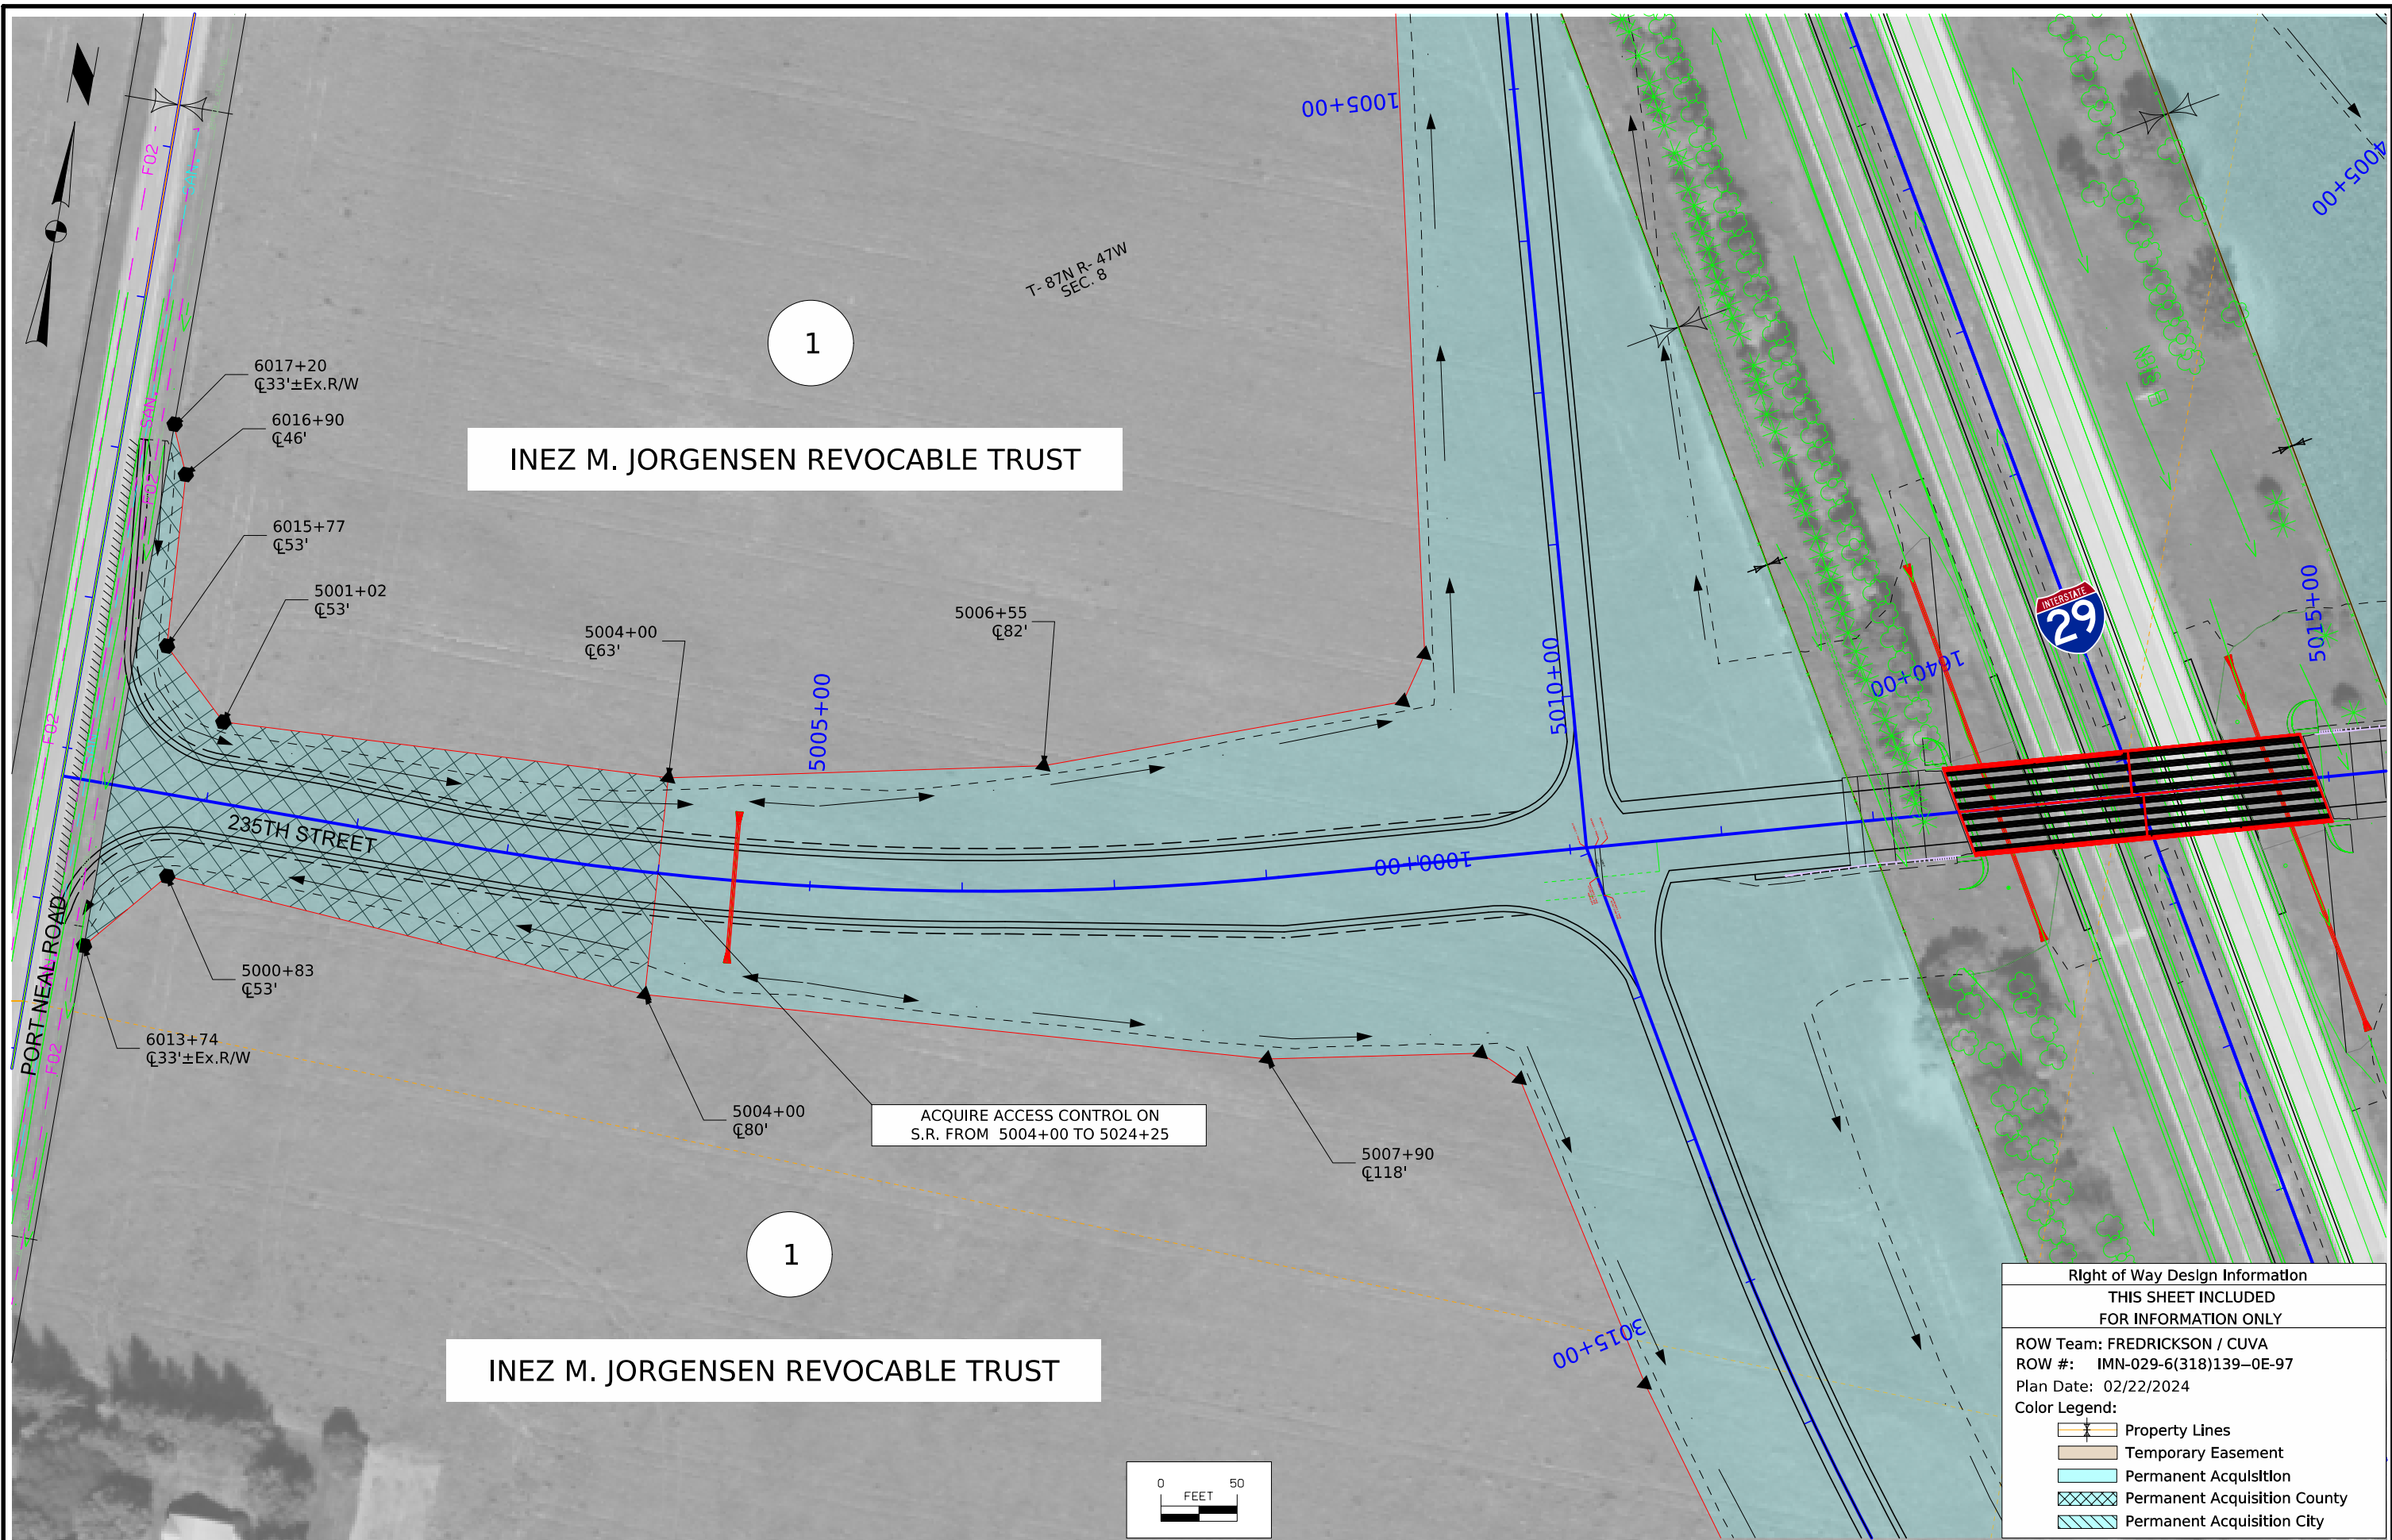 1005+00
4005+00
F02
SAN.
T- 87N R- 47W
SEC. 8
1
6017+20
℄33'±Ex.R/W
6016+90
℄46'
INEZ M. JORGENSEN REVOCABLE TRUST
SAN.
F02
6015+77
℄53'
5001+02
℄53'
5004+00
℄63'
5006+55
℄82'
INTERSTATE
29
5015+00
1640+00
5010+00
5005+00
F02
235TH STREET
1000+00
PORT NEAL ROAD
5000+83
℄53'
6013+74
℄33'±Ex.R/W
F02
5004+00
℄80'
ACQUIRE ACCESS CONTROL ON
S.R. FROM 5004+00 TO 5024+25
5007+90
℄118'
1
3015+00
INEZ M. JORGENSEN REVOCABLE TRUST
0 50
FEET
Right of Way Design Information
THIS SHEET INCLUDED
FOR INFORMATION ONLY
ROW Team: FREDRICKSON / CUVA
ROW #: IMN-029-6(318)139--0E-97
Plan Date: 02/22/2024
Color Legend:
Property Lines
Temporary Easement
Permanent Acquisition
Permanent Acquisition County
Permanent Acquisition City